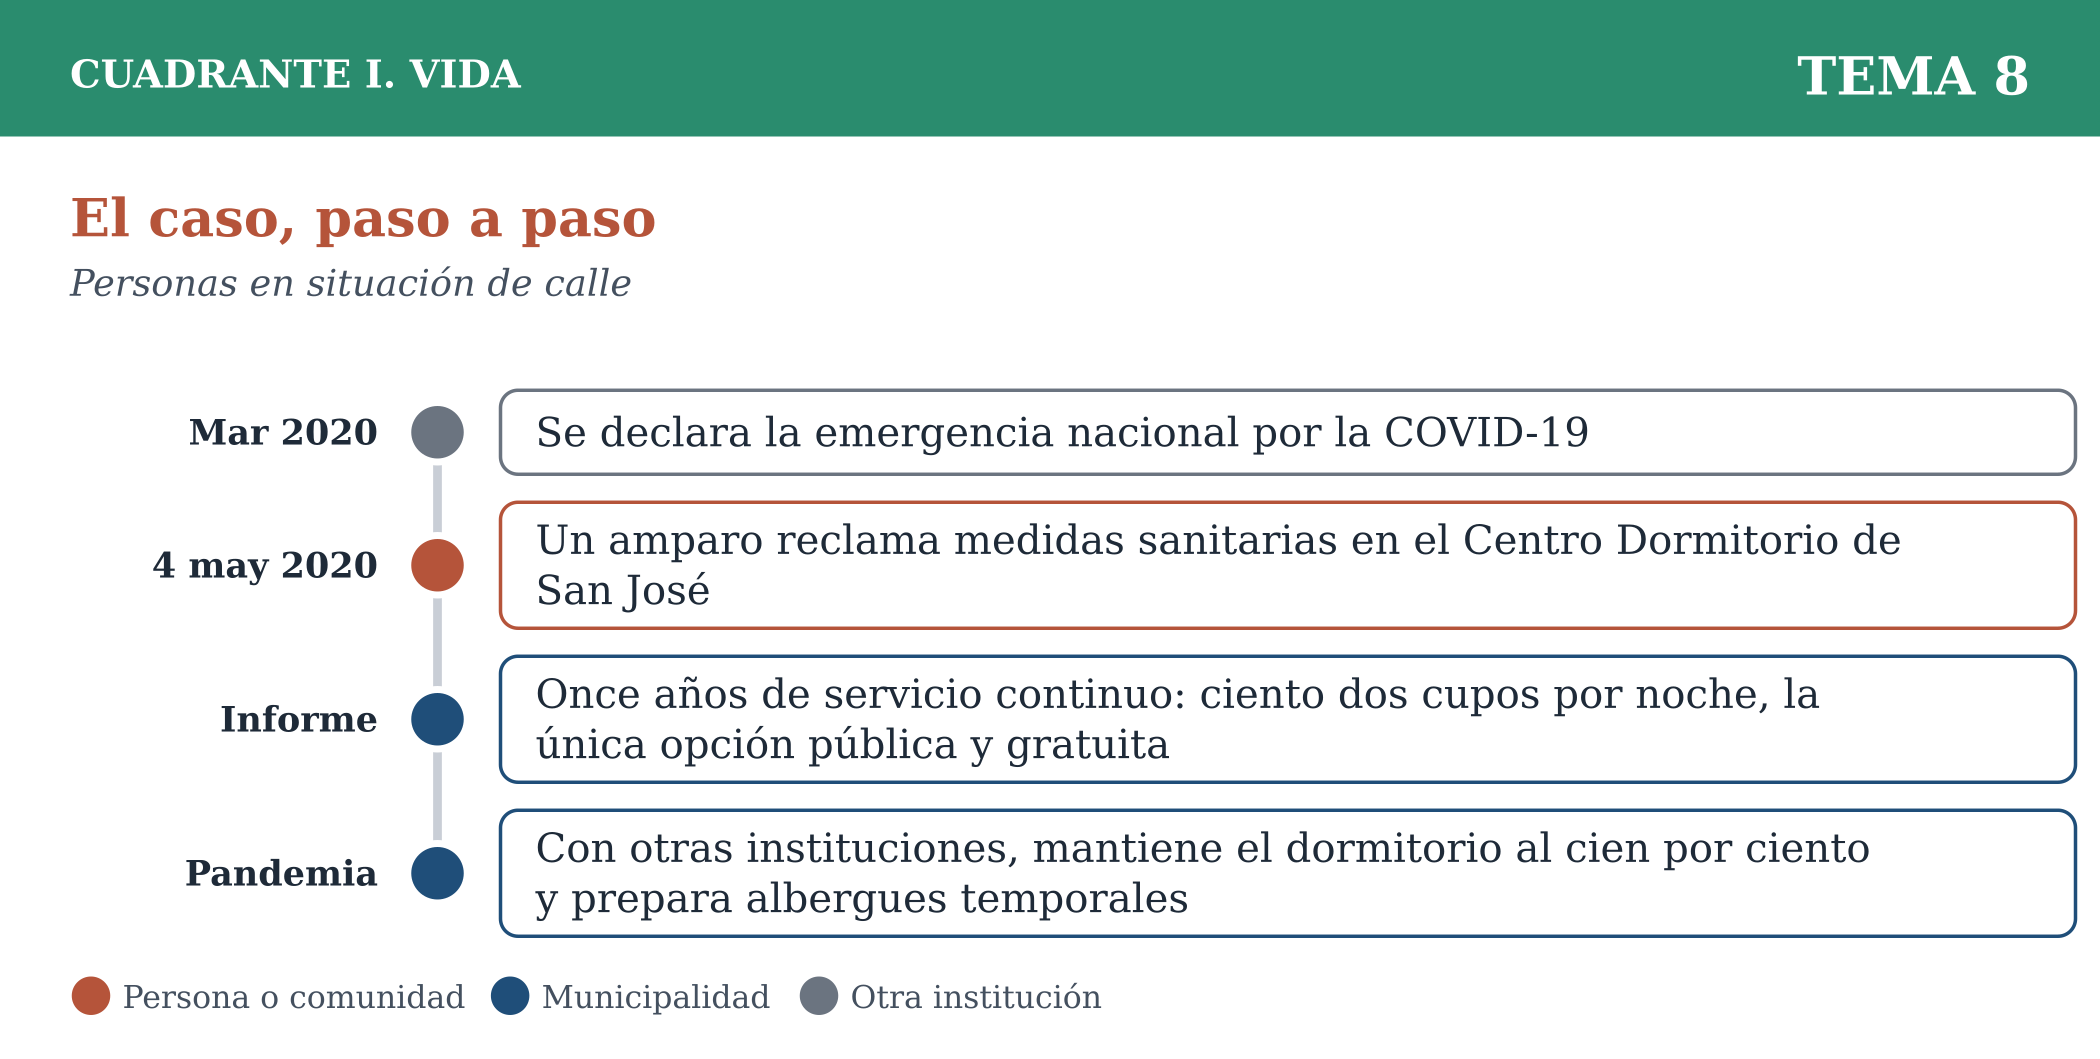 CUADRANTE I. VIDA
TEMA 8
El caso, paso a paso
Personas en situación de calle
Mar 2020
Se declara la emergencia nacional por la COVID-19
4 may 2020
Un amparo reclama medidas sanitarias en el Centro Dormitorio de
San José
Informe
Once años de servicio continuo: ciento dos cupos por noche, la
única opción pública y gratuita
Pandemia
Con otras instituciones, mantiene el dormitorio al cien por ciento
y prepara albergues temporales
Persona o comunidad
Municipalidad
Otra institución